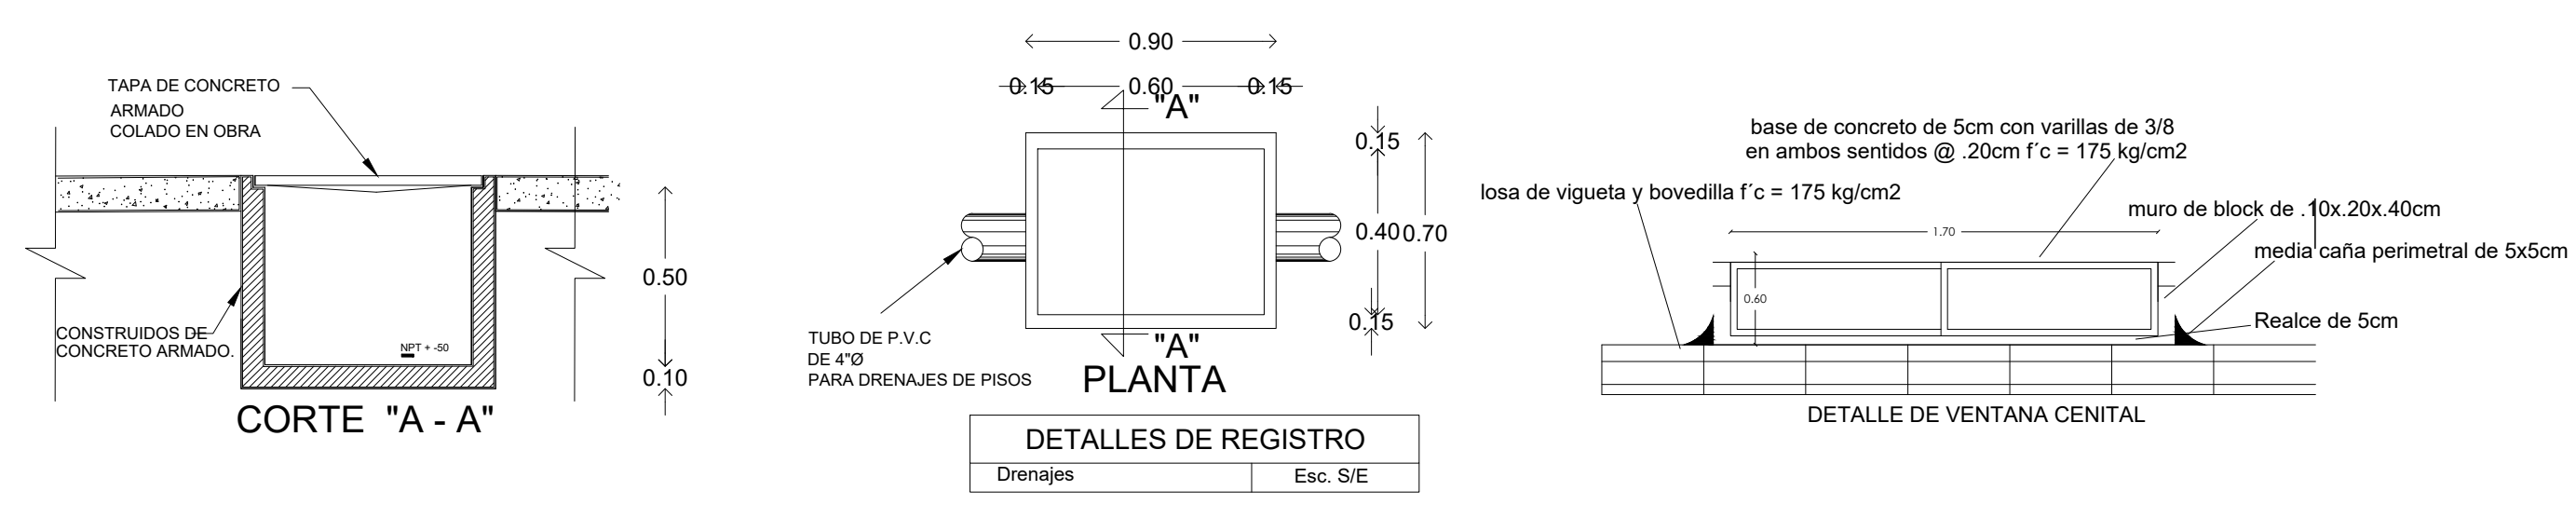 TAPA DE CONCRETO
ARMADO
COLADO EN OBRA
0.50
CONSTRUIDOS DE
CONCRETO ARMADO.
NPT + -50
0.10
CORTE "A - A"
0.90
0.15
0.60
0.15
"A"
0.15
0.40
0.70
0.15
TUBO DE P.V.C
DE 4"Ø
PARA DRENAJES DE PISOS
"A"
PLANTA
DETALLES DE REGISTRO
Drenajes
Esc. S/E
base de concreto de 5cm con varillas de 3/8
en ambos sentidos @ .20cm f´c = 175 kg/cm2
losa de vigueta y bovedilla f´c = 175 kg/cm2
muro de block de .10x.20x.40cm
1.70
media caña perimetral de 5x5cm
0.60
Realce de 5cm
DETALLE DE VENTANA CENITAL